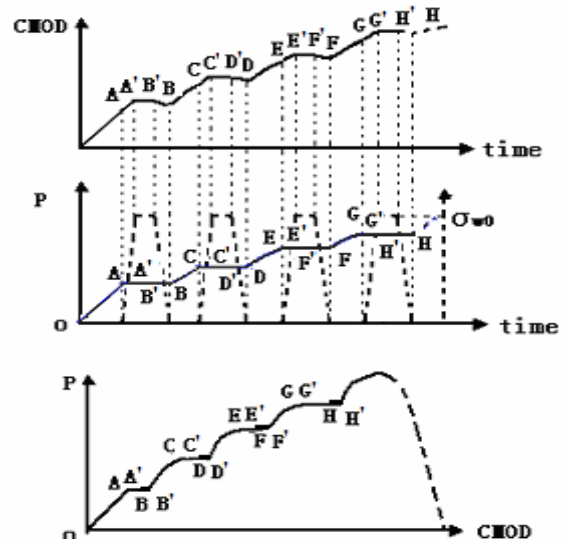 CMOD
A A' B' B C C' D' D E E' F' F G G' H' H
time
P
A A' B' B C C' D' D E E' F' F G G' H' H
σw0
O
time
P
A A' B B' C C' D D' E E' F F' G G' H H'
O
CMOD